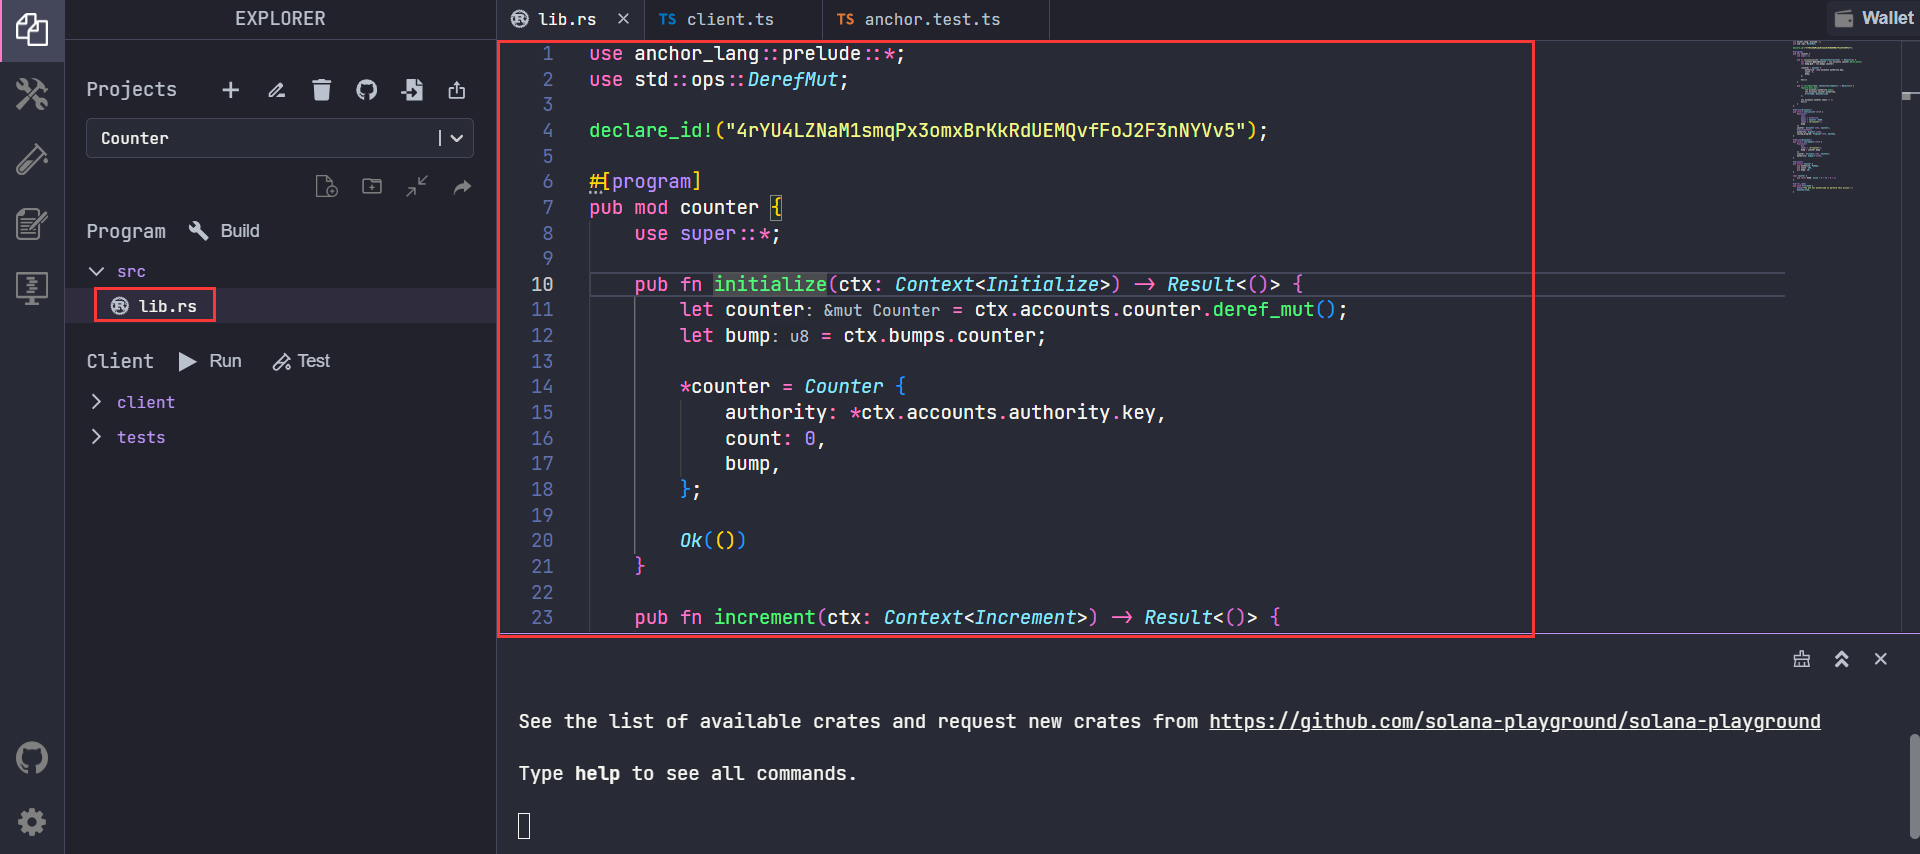 EXPLORER
Projects
Counter
Program Build
src
lib.rs
Client Run Test
client
tests
lib.rs
TS client.ts
TS anchor.test.ts
Wallet
1 use anchor_lang::prelude::*;
2 use std::ops::DerefMut;
3
4 declare_id!("4rYU4LZNaM1smqPx3omxBrKkRdUEMQvfFoJ2F3nNYVv5");
5
6 #[program]
7 pub mod counter {
8 use super::*;
9
10 pub fn initialize(ctx: Context<Initialize>) -> Result<()> {
11 let counter: &mut Counter = ctx.accounts.counter.deref_mut();
12 let bump: u8 = ctx.bumps.counter;
13
14 *counter = Counter {
15 authority: *ctx.accounts.authority.key,
16 count: 0,
17 bump,
18 };
19
20 Ok(())
21 }
22
23 pub fn increment(ctx: Context<Increment>) -> Result<()> {
See the list of available crates and request new crates from https://github.com/solana-playground/solana-playground
Type help to see all commands.